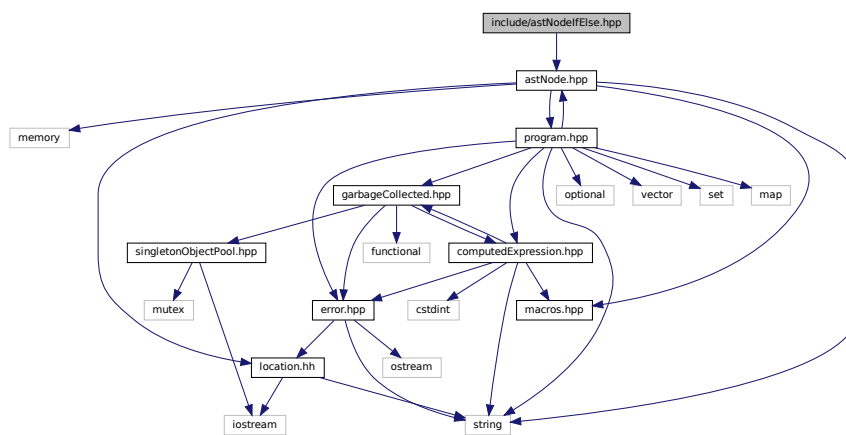 include/astNodeIfElse.hpp
astNode.hpp
memory
program.hpp
garbageCollected.hpp
optional
vector
set
map
singletonObjectPool.hpp
functional
computedExpression.hpp
mutex
error.hpp
cstdint
macros.hpp
location.hh
ostream
iostream
string